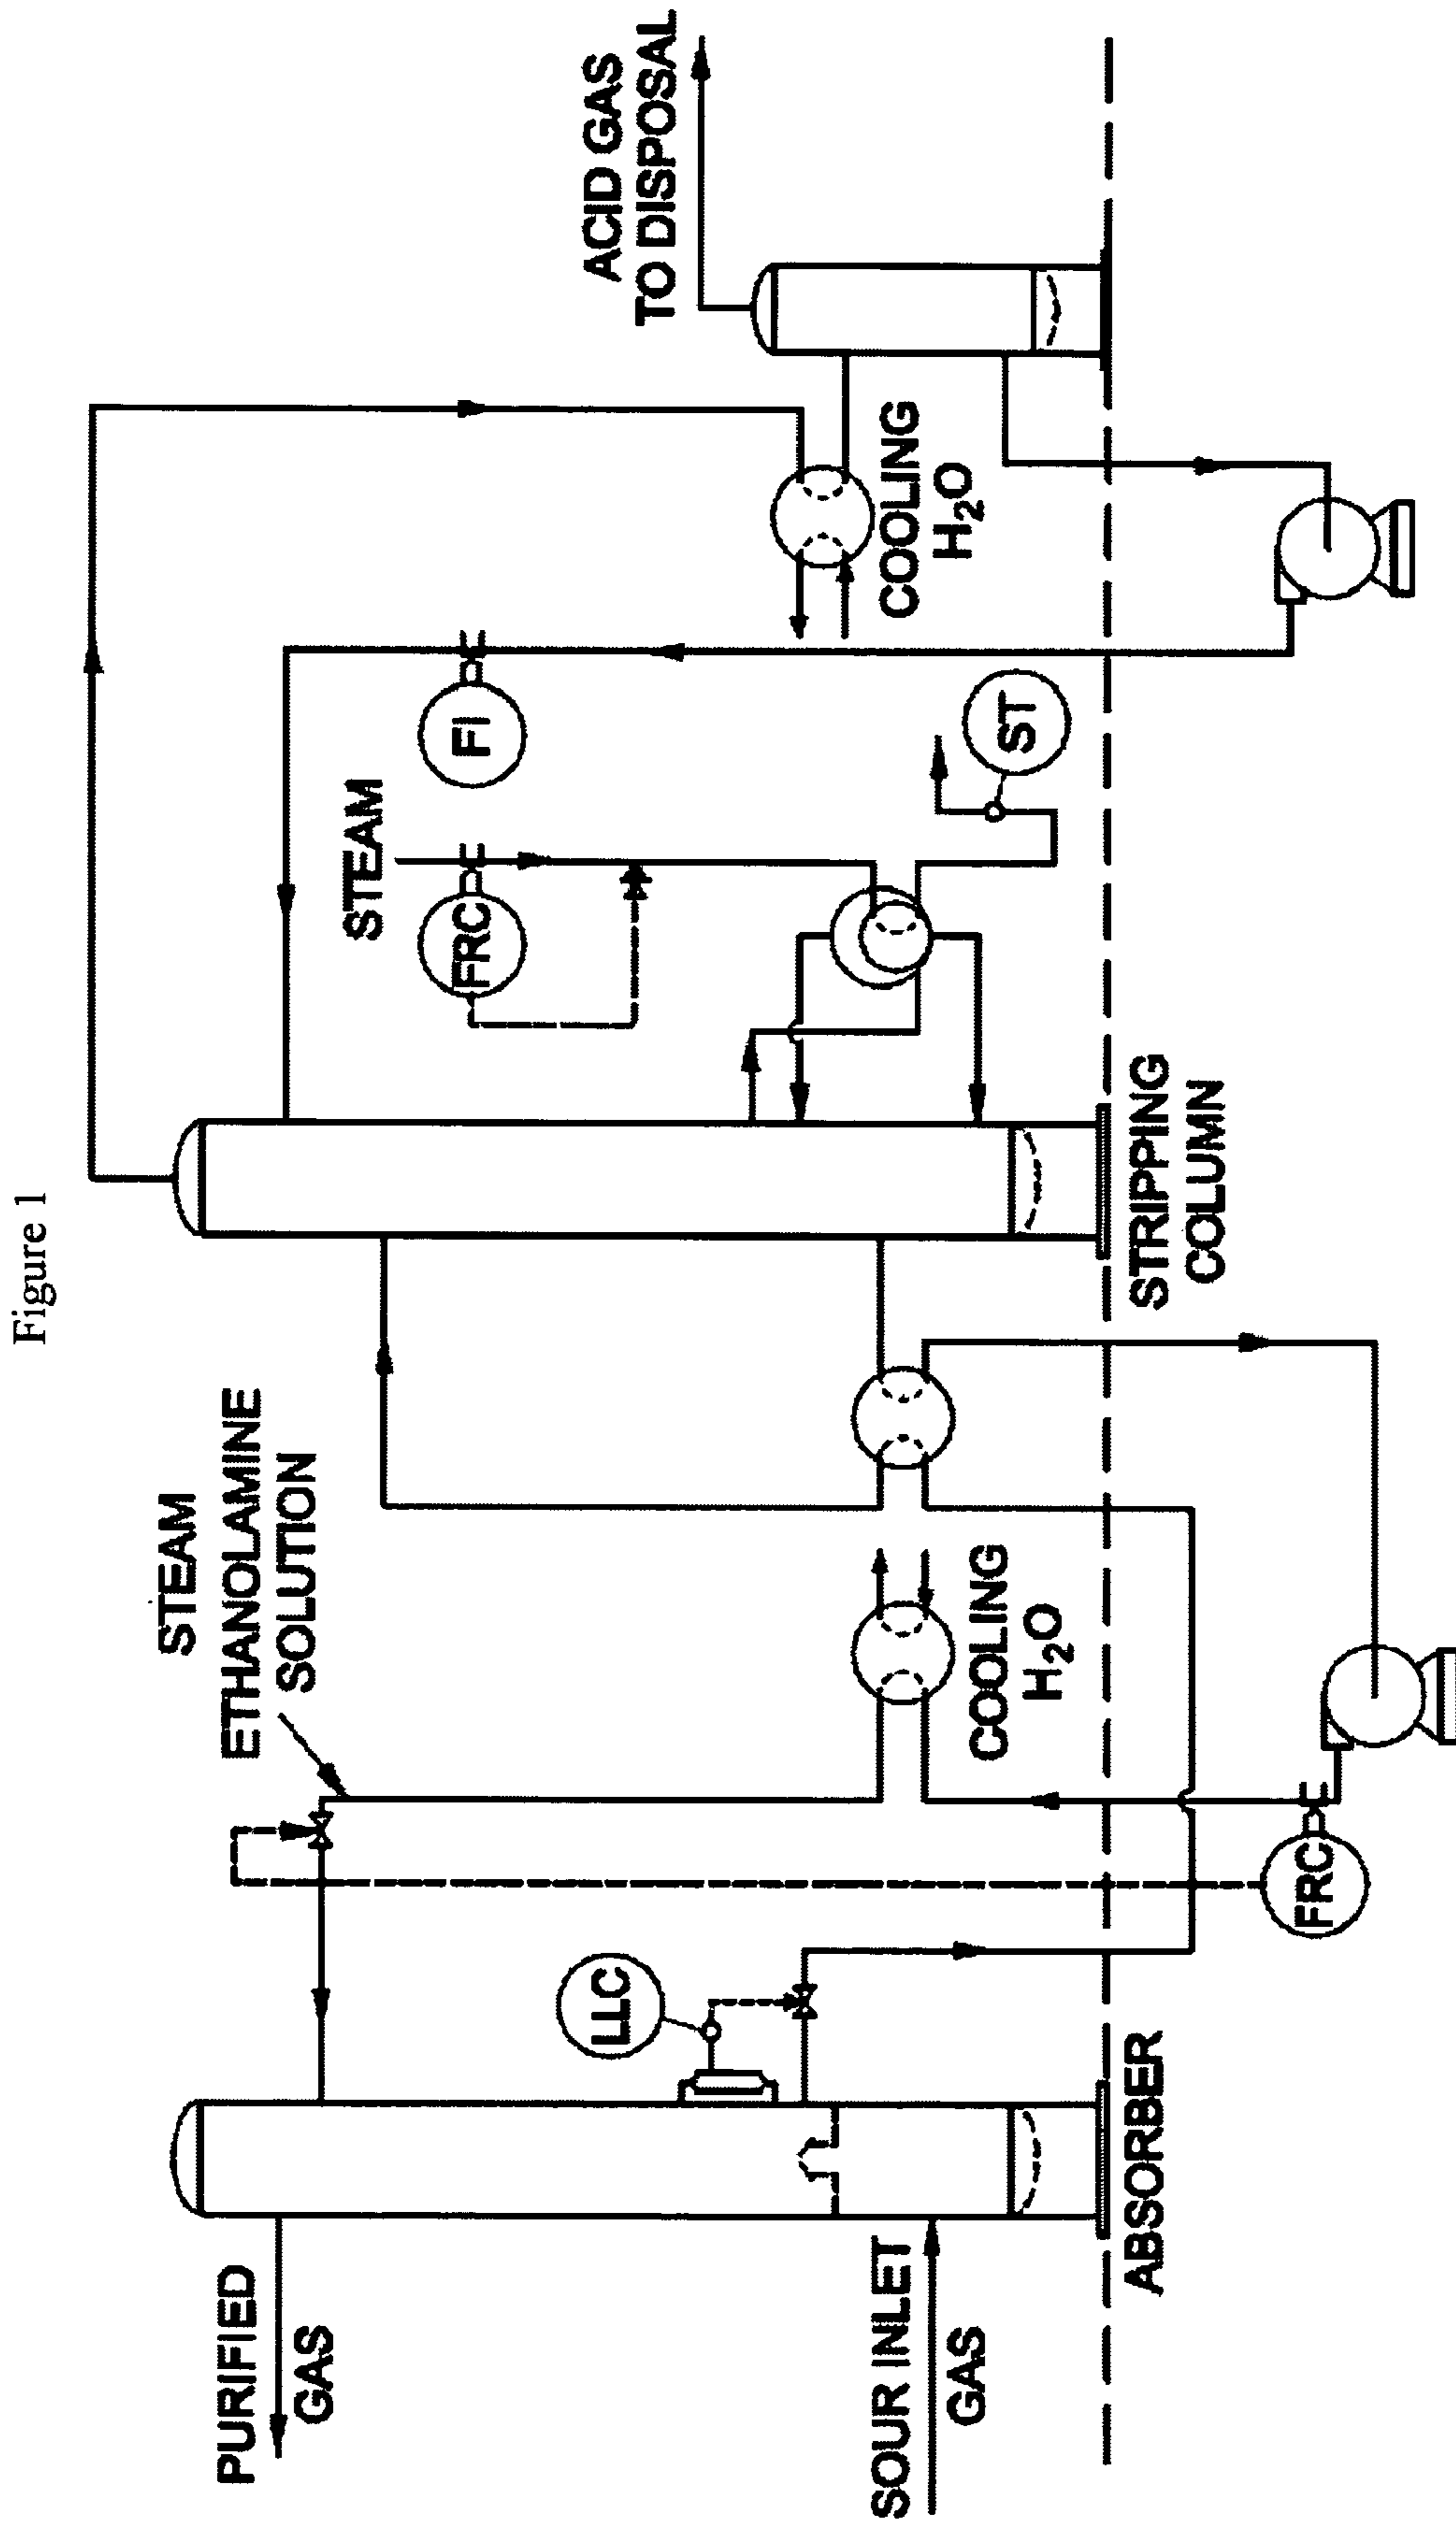 Figure 1
PURIFIED
GAS
SOUR INLET
GAS
ABSORBER
LLC
STEAM
ETHANOLAMINE
SOLUTION
FRC
COOLING
H₂O
STRIPPING
COLUMN
STEAM
FRC
FI
ST
COOLING
H₂O
ACID GAS
TO DISPOSAL